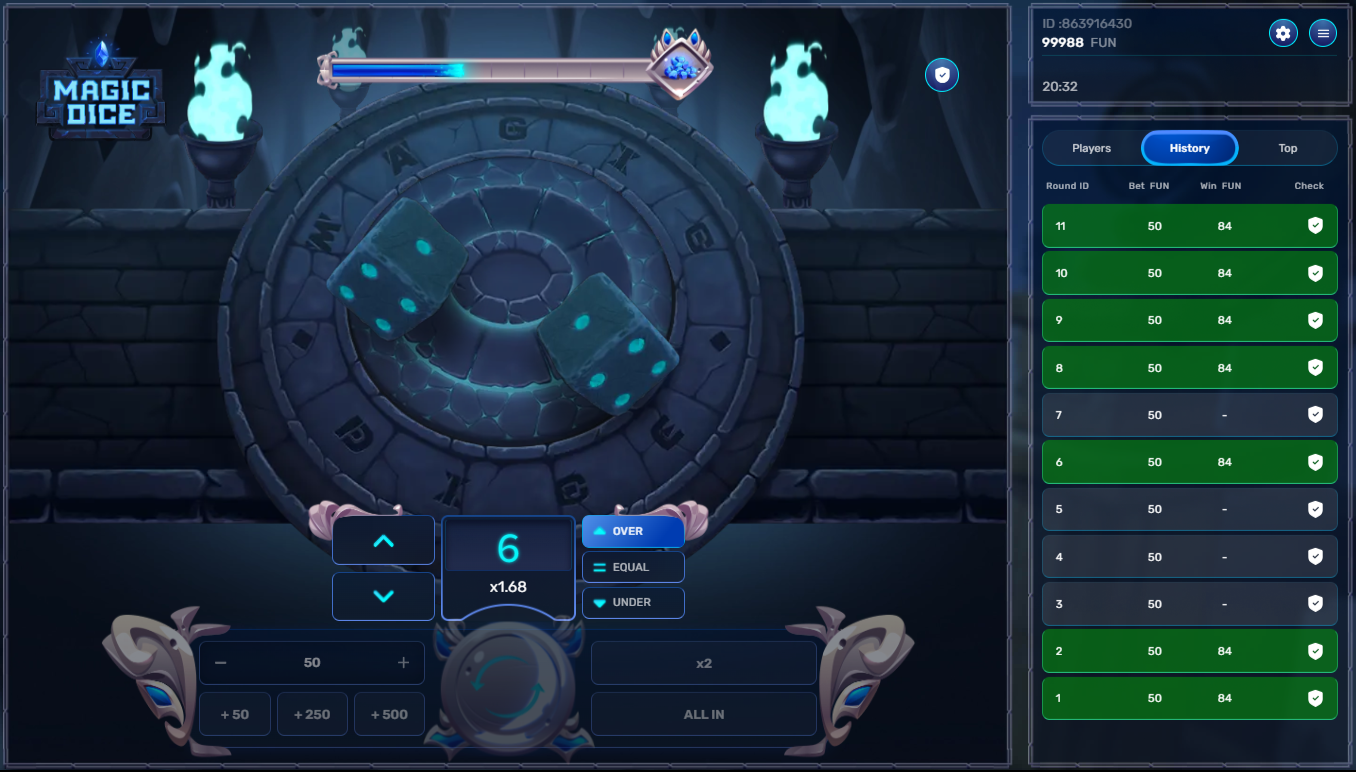 MAGIC
DICE
G
A
I
M
C
D
M
I
C
6
x1.68
OVER
EQUAL
UNDER
50
+ 50
+ 250
+ 500
x2
ALL IN
ID :863916430
99988 FUN
20:32
Players History Top
Round ID Bet FUN Win FUN Check
11 50 84
10 50 84
9 50 84
8 50 84
7 50 -
6 50 84
5 50 -
4 50 -
3 50 -
2 50 84
1 50 84